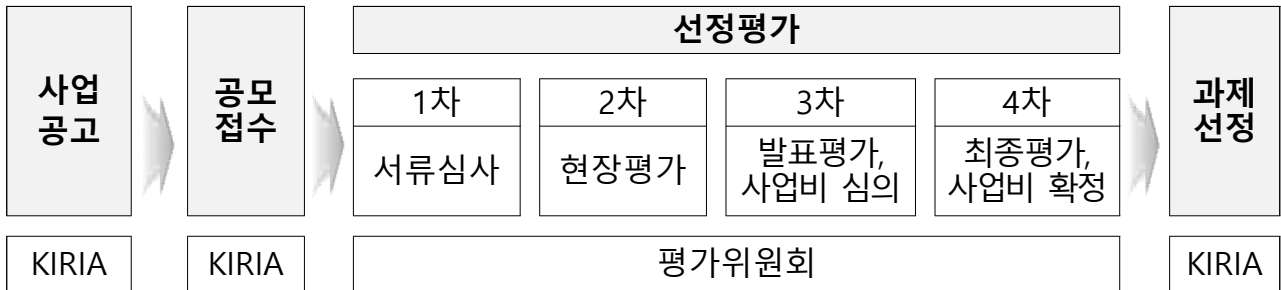 사업
공고
공모
접수
선정평가
1차
서류심사
2차
현장평가
3차
발표평가,
사업비 심의
4차
최종평가,
사업비 확정
과제
선정
KIRIA
KIRIA
평가위원회
KIRIA